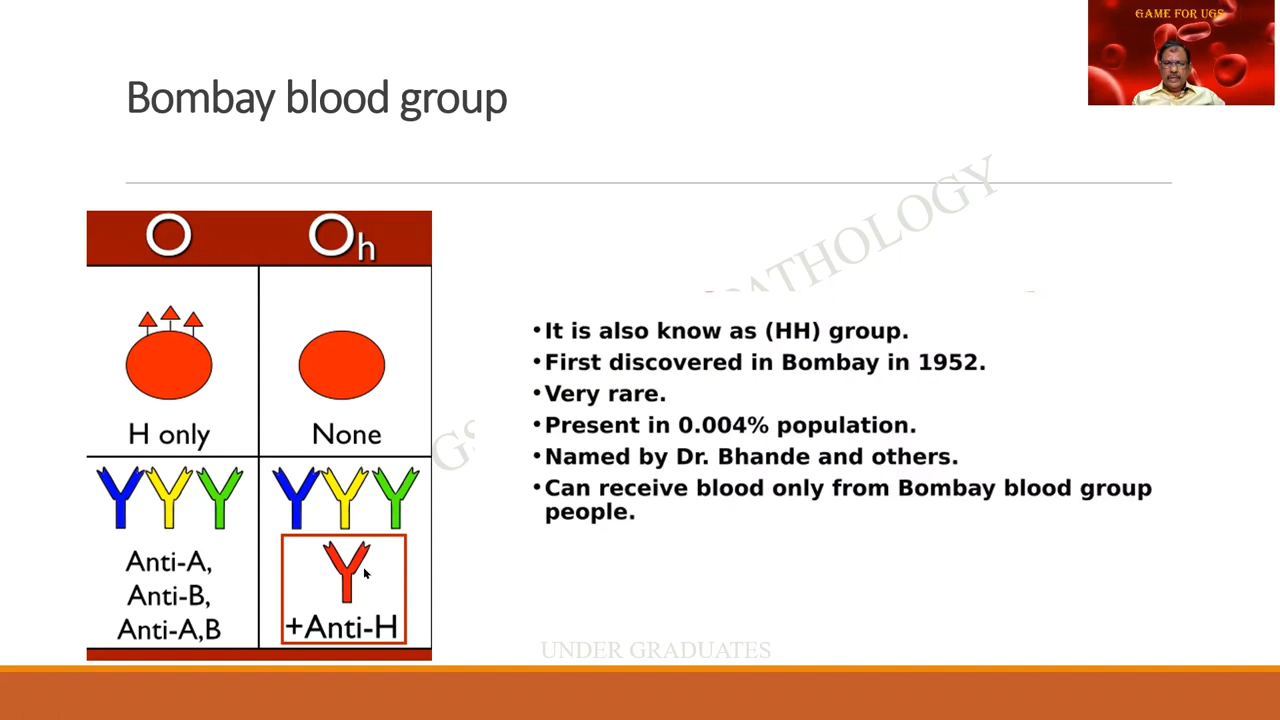 GAME FOR UGS
Bombay blood group
PATHOLOGY
GS
O Oh
H only None
Anti-A,
Anti-B,
Anti-A,B
+Anti-H
•It is also know as (HH) group.
•First discovered in Bombay in 1952.
•Very rare.
•Present in 0.004% population.
•Named by Dr. Bhande and others.
•Can receive blood only from Bombay blood group
people.
UNDER GRADUATES